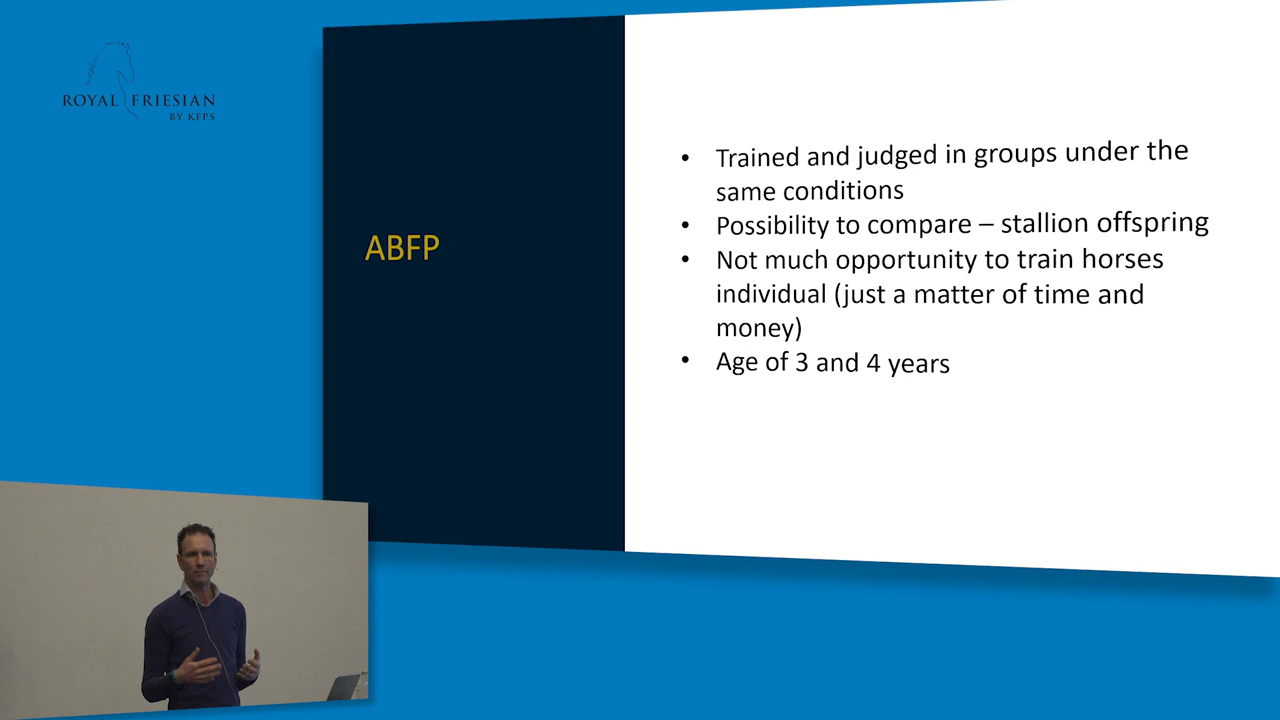 ROYAL FRIESIAN
BY KFPS
ABFP
• Trained and judged in groups under the
same conditions
• Possibility to compare – stallion offspring
• Not much opportunity to train horses
individual (just a matter of time and
money)
• Age of 3 and 4 years